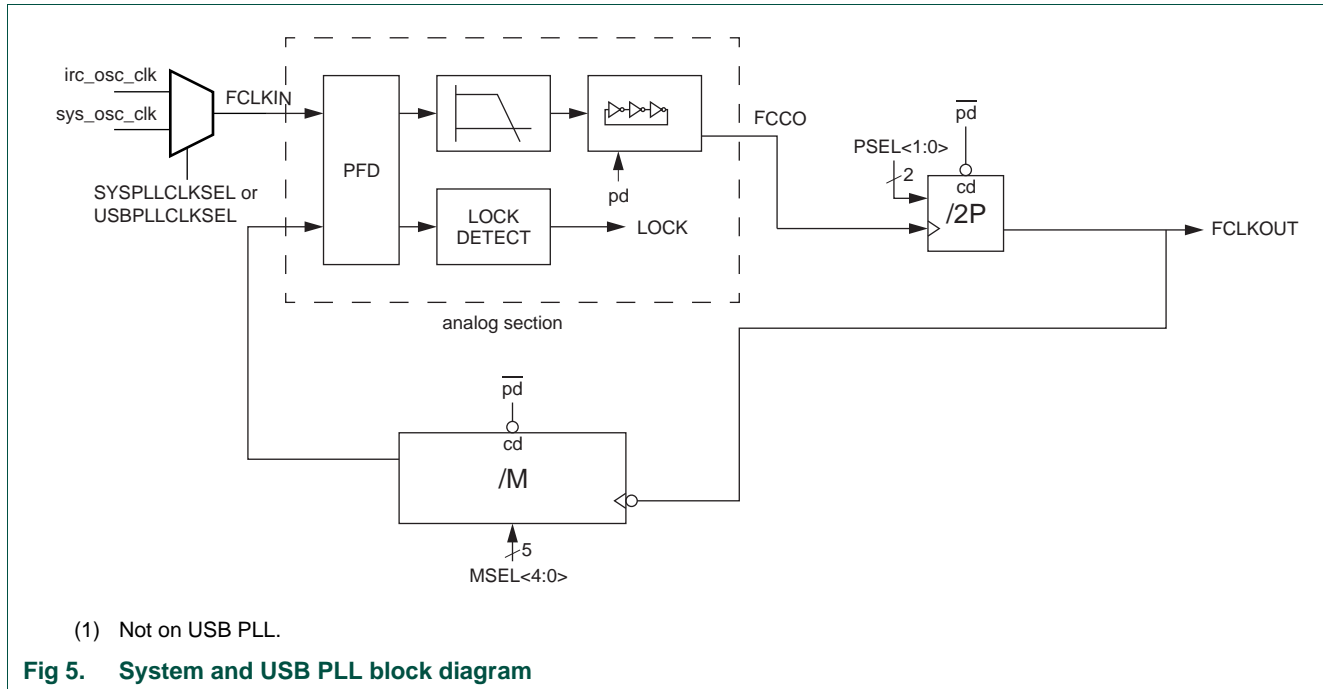 irc_osc_clk
sys_osc_clk
FCLKIN
SYSPLLCLKSEL or
USBPLLCLKSEL
PFD
LOCK
DETECT
LOCK
pd
FCCO
analog section
pd
PSEL<1:0>
2
cd
/2P
FCLKOUT
pd
cd
/M
5
MSEL<4:0>
(1) Not on USB PLL.
Fig 5. System and USB PLL block diagram